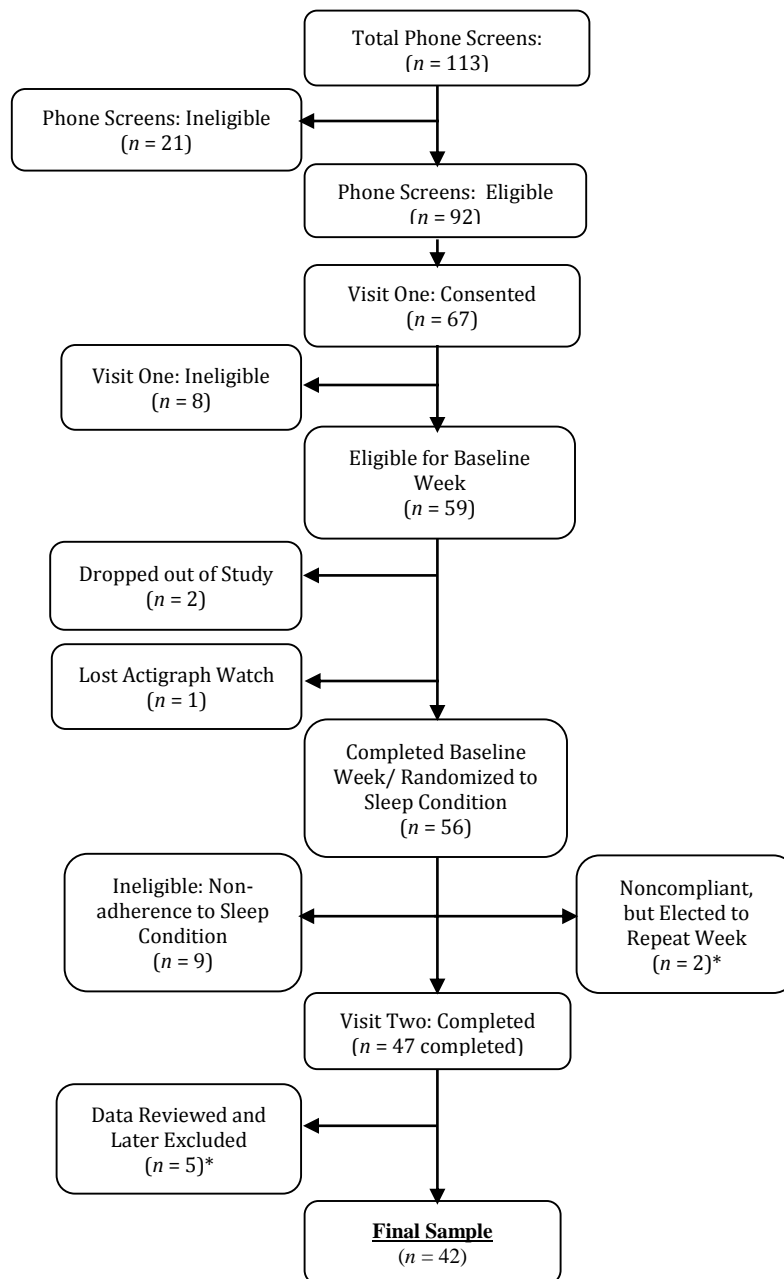 Total Phone Screens:
(n = 113)
Phone Screens: Ineligible
(n = 21)
Phone Screens: Eligible
(n = 92)
Visit One: Consented
(n = 67)
Visit One: Ineligible
(n = 8)
Eligible for Baseline
Week
(n = 59)
Dropped out of Study
(n = 2)
Lost Actigraph Watch
(n = 1)
Completed Baseline
Week/ Randomized to
Sleep Condition
(n = 56)
Ineligible: Non-
adherence to Sleep
Condition
(n = 9)
Noncompliant,
but Elected to
Repeat Week
(n = 2)*
Visit Two: Completed
(n = 47 completed)
Data Reviewed and
Later Excluded
(n = 5)*
Final Sample
(n = 42)